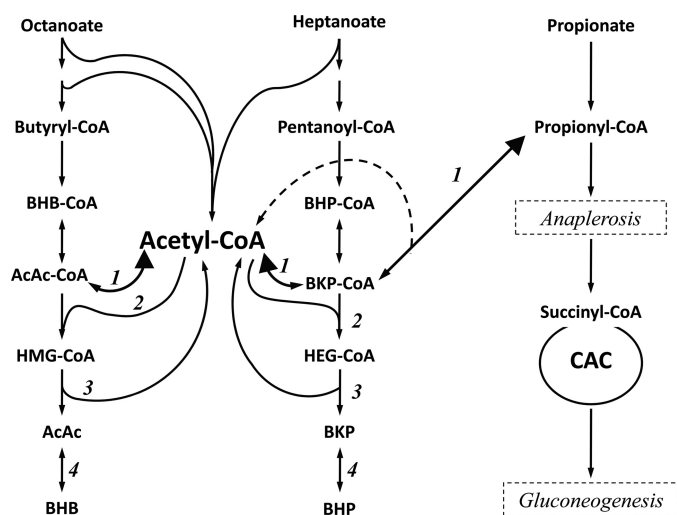 Octanoate
Heptanoate
Propionate
Butyryl-CoA
Pentanoyl-CoA
Propionyl-CoA
1
BHB-CoA
BHP-CoA
Anaplerosis
Acetyl-CoA
AcAc-CoA
1
1
BKP-CoA
2
2
Succinyl-CoA
HMG-CoA
HEG-CoA
CAC
3
3
AcAc
BKP
4
4
BHB
BHP
Gluconeogenesis